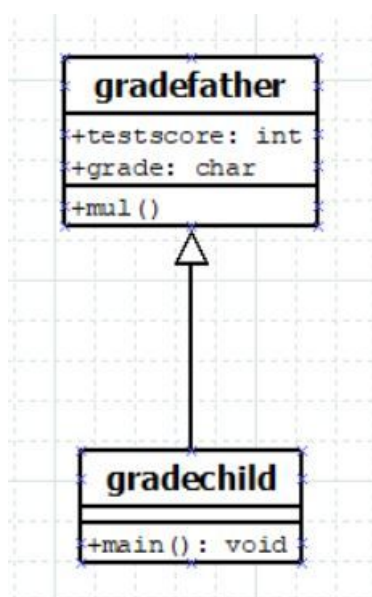 gradefather
+testscore: int
+grade: char
+mul()
gradechild
+main(): void